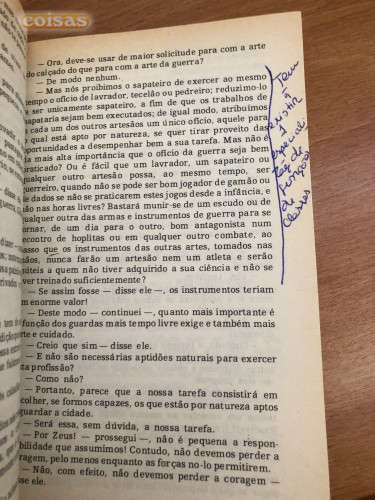 coisas
— Ora, deve-se usar de maior solicitude para com a arte
do calçado do que para com a arte da guerra?
— De modo nenhum.
— Mas nós proibimos o sapateiro de exercer ao mesmo
tempo o ofício de lavrador, tecelão ou pedreiro; reduzimo-lo
a ser unicamente sapateiro, a fim de que os trabalhos de
sapataria sejam bem executados; de igual modo, atribuímos
a cada um dos outros artesãos um único ofício, aquele para
o qual está apto por natureza, se quer tirar proveito das
oportunidades a desempenhar bem a sua tarefa. Mas não é
da mais alta importância que o ofício da guerra seja bem
praticado? Ou é fácil que um lavrador, um sapateiro ou
qualquer outro artesão possa, ao mesmo tempo, ser
guerreiro, quando não se pode ser bom jogador de gamão ou
de dados se não se praticarem estes jogos desde a infância, e
não nas horas livres? Bastará munir-se de um escudo ou de
qualquer outra das armas e instrumentos de guerra para se
tornar, de um dia para o outro, bom antagonista num
encontro de hoplitas ou em qualquer outro combate, ao
passo que os instrumentos das outras artes, tomados nas
mãos, nunca farão um artesão nem um atleta e serão
inúteis a quem não tiver adquirido a sua ciência e não se
tiver treinado suficientemente?
— Se assim fosse — disse ele —, os instrumentos teriam
um enorme valor!
— Deste modo — continuei —, quanto mais importante é
a função dos guardas mais tempo livre exige e também mais
arte e cuidado.
— Creio que sim — disse ele.
— E não são necessárias aptidões naturais para exercer
esta profissão?
— Como não?
— Portanto, parece que a nossa tarefa consistirá em
escolher, se formos capazes, os que estão por natureza aptos
a guardar a cidade.
— Será essa, sem dúvida, a nossa tarefa.
— Por Zeus! — prossegui —, não é pequena a respon-
sabilidade que assumimos! Contudo, não devemos perder a
coragem, pelo menos enquanto as forças no-lo permitirem.
— Não, com efeito, não devemos perder a coragem —
disse ele.
Tem
q
existir
1
especial
de
funções
de
classes